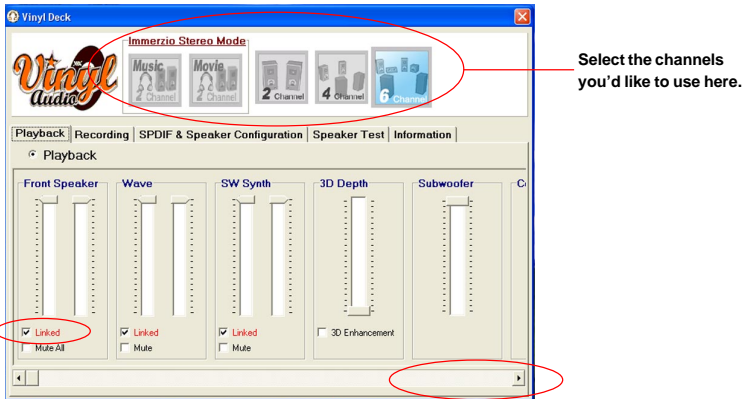 Vinyl Deck
Vinyl
Audio
Immerzio Stereo Mode
Music
2 Channel
Movie
2 Channel
2 Channel
4 Channel
6 Channel
Select the channels
you'd like to use here.
Playback Recording SPDIF & Speaker Configuration Speaker Test Information
Playback
Front Speaker Wave SW Synth 3D Depth Subwoofer Ce
Linked Linked Linked 3D Enhancement
Mute All Mute Mute